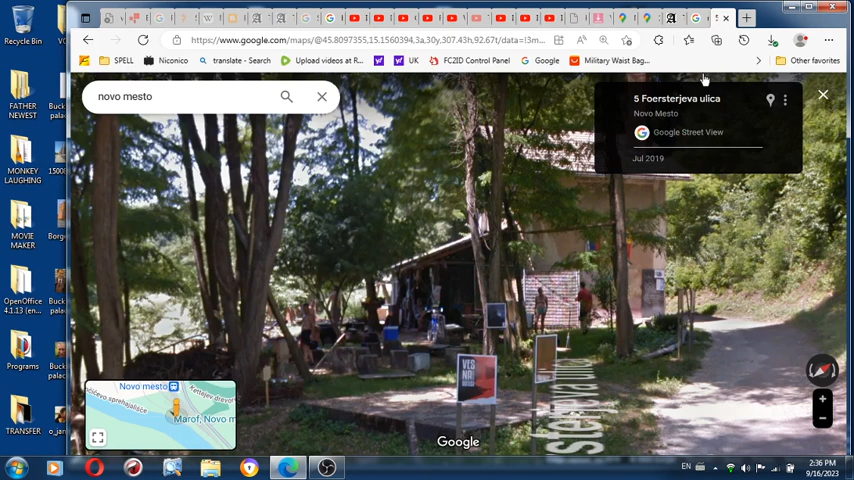 Recycle Bin
FATHER
NEWEST
MONKEY
LAUGHING
MOVIE
MAKER
OpenOffice
4.1.13 (en...
Programs
TRANSFER
https://www.google.com/maps/@45.8097355,15.1560394,3a,30y,307.43h,92.67t/data=!3m...
SPELL
Niconico
translate - Search
Upload videos at R...
UK
FC2ID Control Panel
Google
Military Waist Bag...
Other favorites
novo mesto
5 Foersterjeva ulica
Novo Mesto
Google Street View
Jul 2019
Novo mesto
Kettejev drevor
Marof, Novo m
Google
EN
2:36 PM
9/16/2023